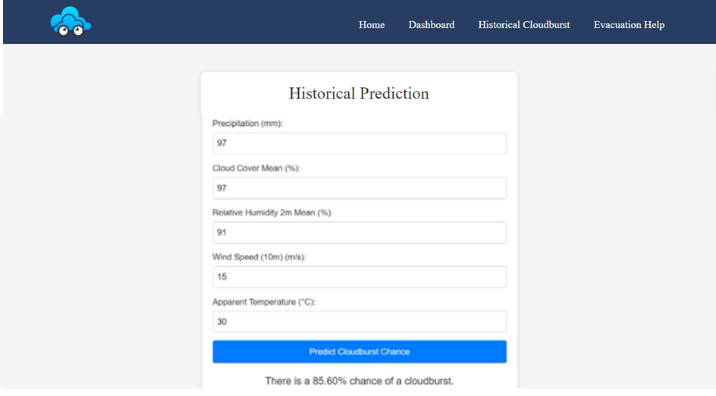 Home Dashboard Historical Cloudburst Evacuation Help
Historical Prediction
Precipitation (mm):
97
Cloud Cover Mean (%):
97
Relative Humidity 2m Mean (%):
91
Wind Speed (10m) (m/s):
15
Apparent Temperature (°C):
30
Predict Cloudburst Chance
There is a 85.60% chance of a cloudburst.